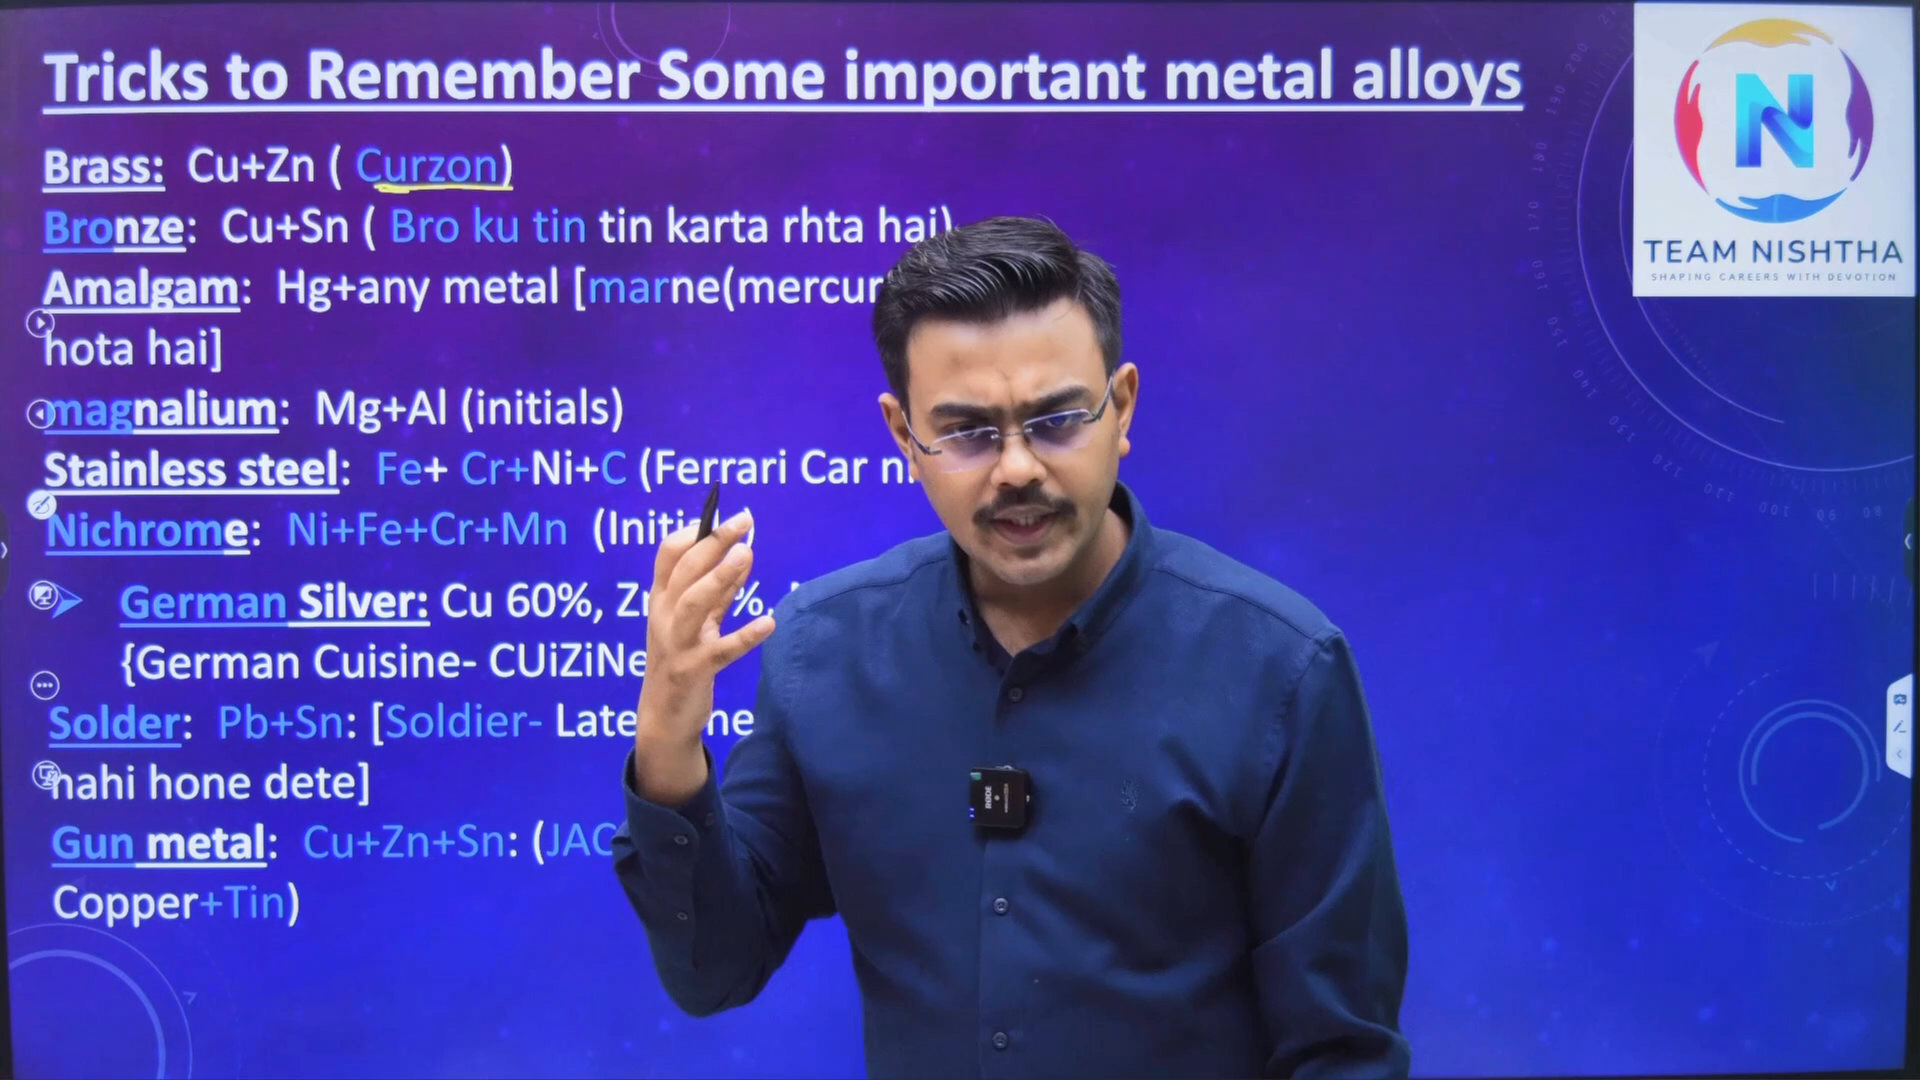 Tricks to Remember Some important metal alloys
Brass: Cu+Zn ( Curzon)
Bronze: Cu+Sn ( Bro ku tin tin karta rhta hai)
Amalgam: Hg+any metal [marne(mercur
hota hai]
magnalium: Mg+Al (initials)
Stainless steel: Fe+ Cr+Ni+C (Ferrari Car
Nichrome: Ni+Fe+Cr+Mn
German Silver: Cu 60%, %,
{German Cuisine- CUiZiNe
Solder: Pb+Sn: [Soldier-
nahi hone dete]
Gun metal: Cu+Zn+Sn: (
Copper+Tin)
N
TEAM NISHTHA
SHAPING CAREERS WITH DEVOTION
RØDE